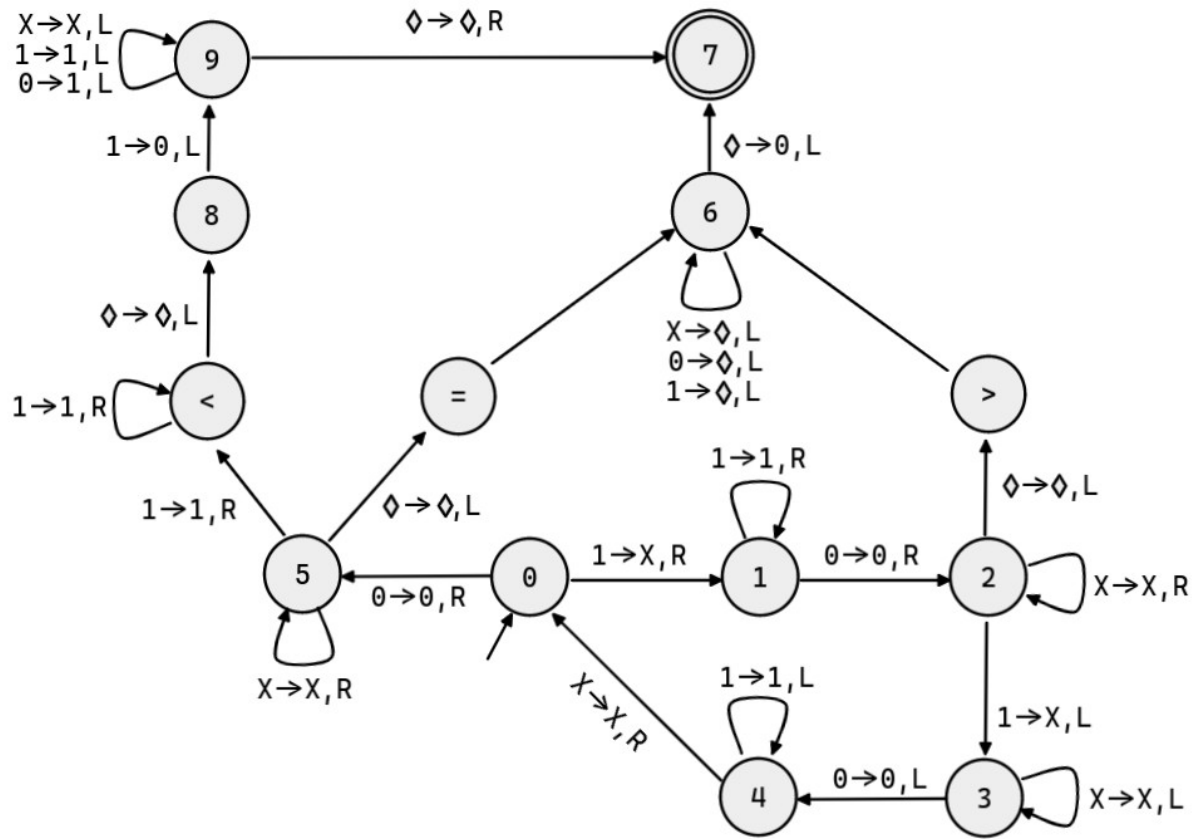 X→X,L
1→1,L
0→1,L
9
◊→◊,R
7
1→0,L
◊→0,L
8
6
◊→◊,L
X→◊,L
0→◊,L
1→◊,L
1→1,R
<
=
>
1→1,R
1→1,R
◊→◊,L
◊→◊,L
5
0→0,R
0
1→X,R
1
0→0,R
2
X→X,R
X→X,R
X→X,R
1→1,L
1→X,L
4
0→0,L
3
X→X,L